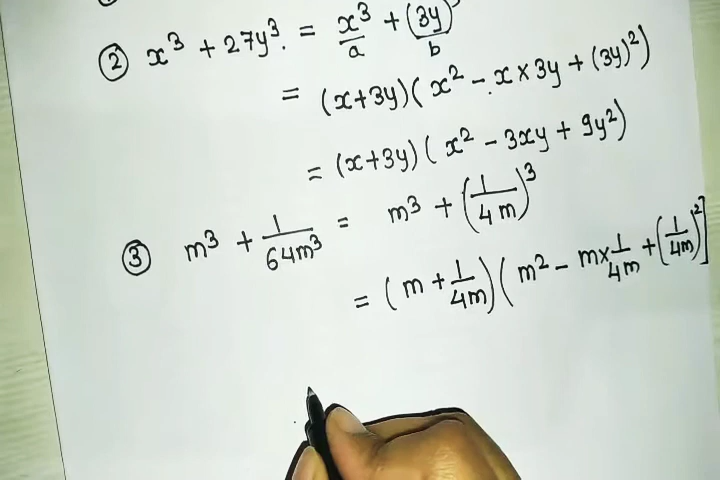 ② x³ + 27y³. = x³ + (3y)³
a b
= (x+3y)(x² - x×3y + (3y)²)
= (x+3y)(x² - 3xy + 9y²)
③ m³ + 1/64m³ = m³ + (1/4m)³
= (m + 1/4m)(m² - m×1/4m + (1/4m)²]